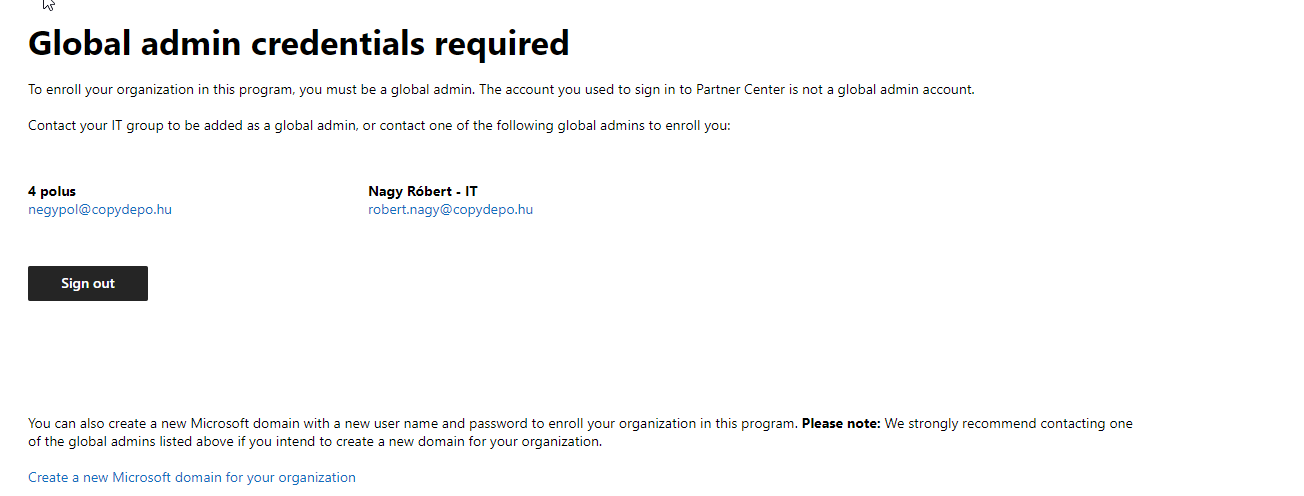 Global admin credentials required
To enroll your organization in this program, you must be a global admin. The account you used to sign in to Partner Center is not a global admin account.
Contact your IT group to be added as a global admin, or contact one of the following global admins to enroll you:
4 polus
negypol@copydepo.hu
Nagy Róbert - IT
robert.nagy@copydepo.hu
Sign out
You can also create a new Microsoft domain with a new user name and password to enroll your organization in this program. Please note: We strongly recommend contacting one
of the global admins listed above if you intend to create a new domain for your organization.
Create a new Microsoft domain for your organization